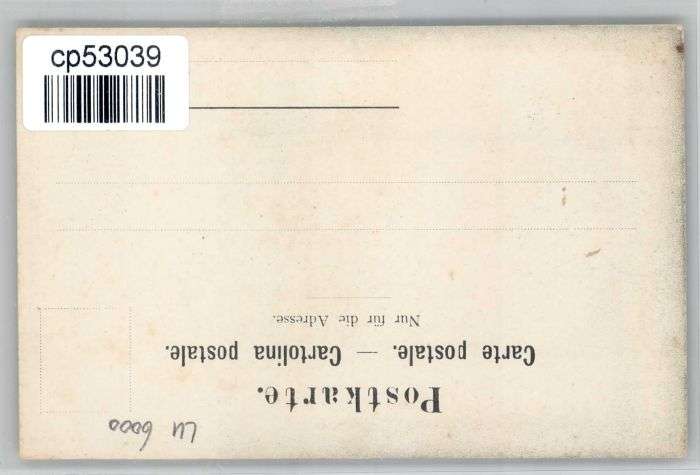 cp53039
Postkarte.
Carte postale. — Cartolina postale.
Nur für die Adresse.
LU 6000